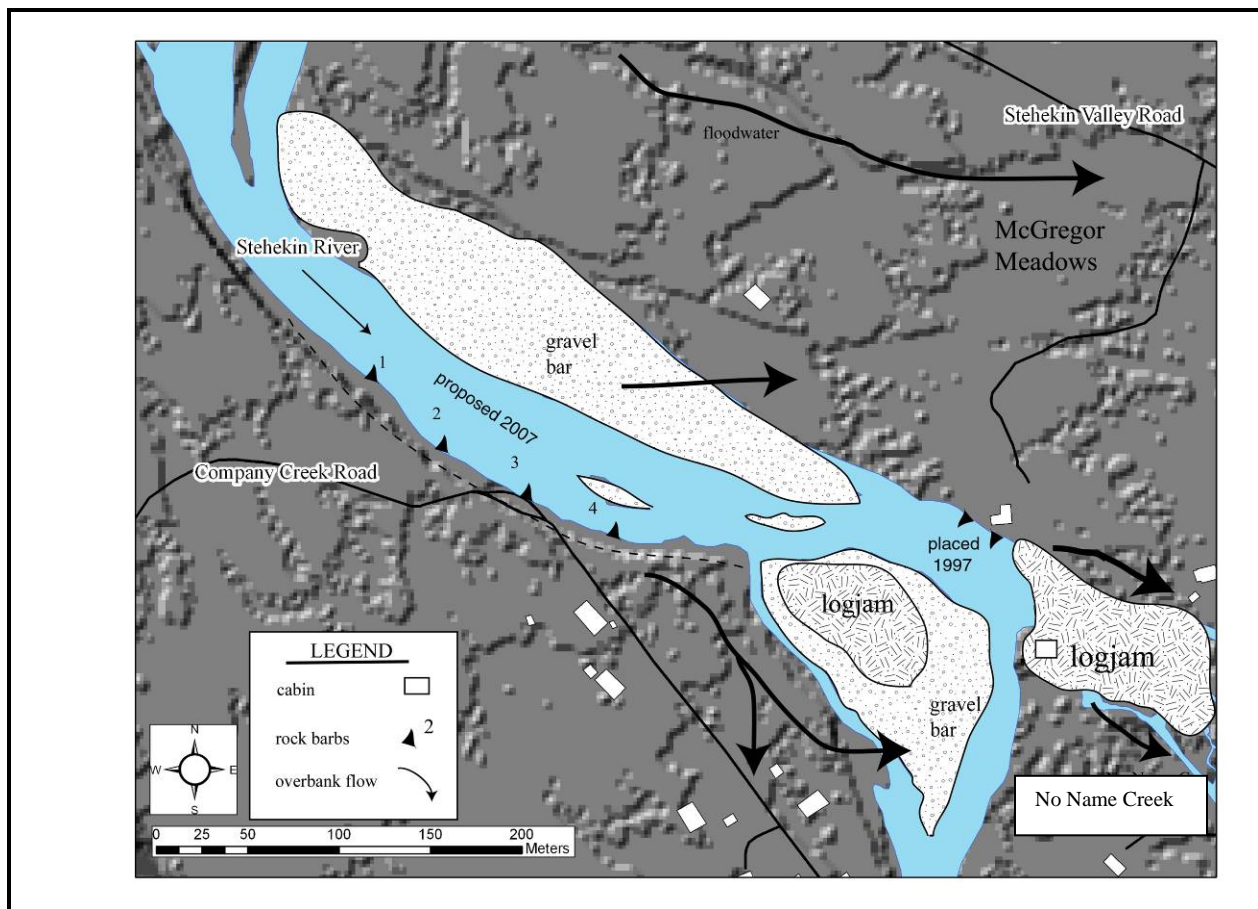 Stehekin Valley Road
floodwater
McGregor
Meadows
Stehekin River
gravel
bar
1
proposed 2007
2
3
Company Creek Road
4
placed
1997
logjam
logjam
gravel
bar
LEGEND
cabin
rock barbs 2
overbank flow
N
W E
S
No Name Creek
0 25 50 100 150 200
Meters